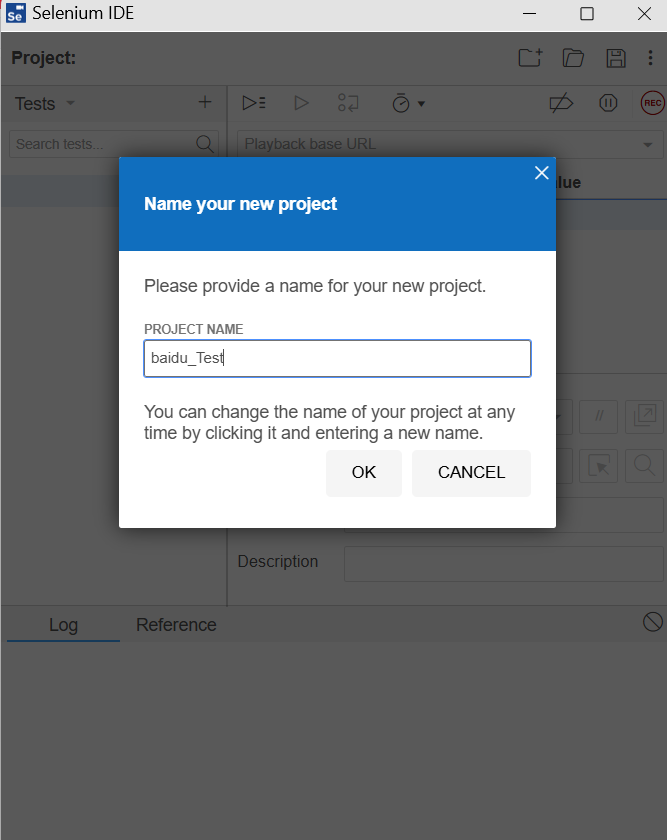 Selenium IDE
Project:
Tests
REC
Search tests...
Playback base URL
alue
Name your new project
Please provide a name for your new project.
PROJECT NAME
baidu_Test
You can change the name of your project at any
time by clicking it and entering a new name.
OK CANCEL
//
Description
Log Reference